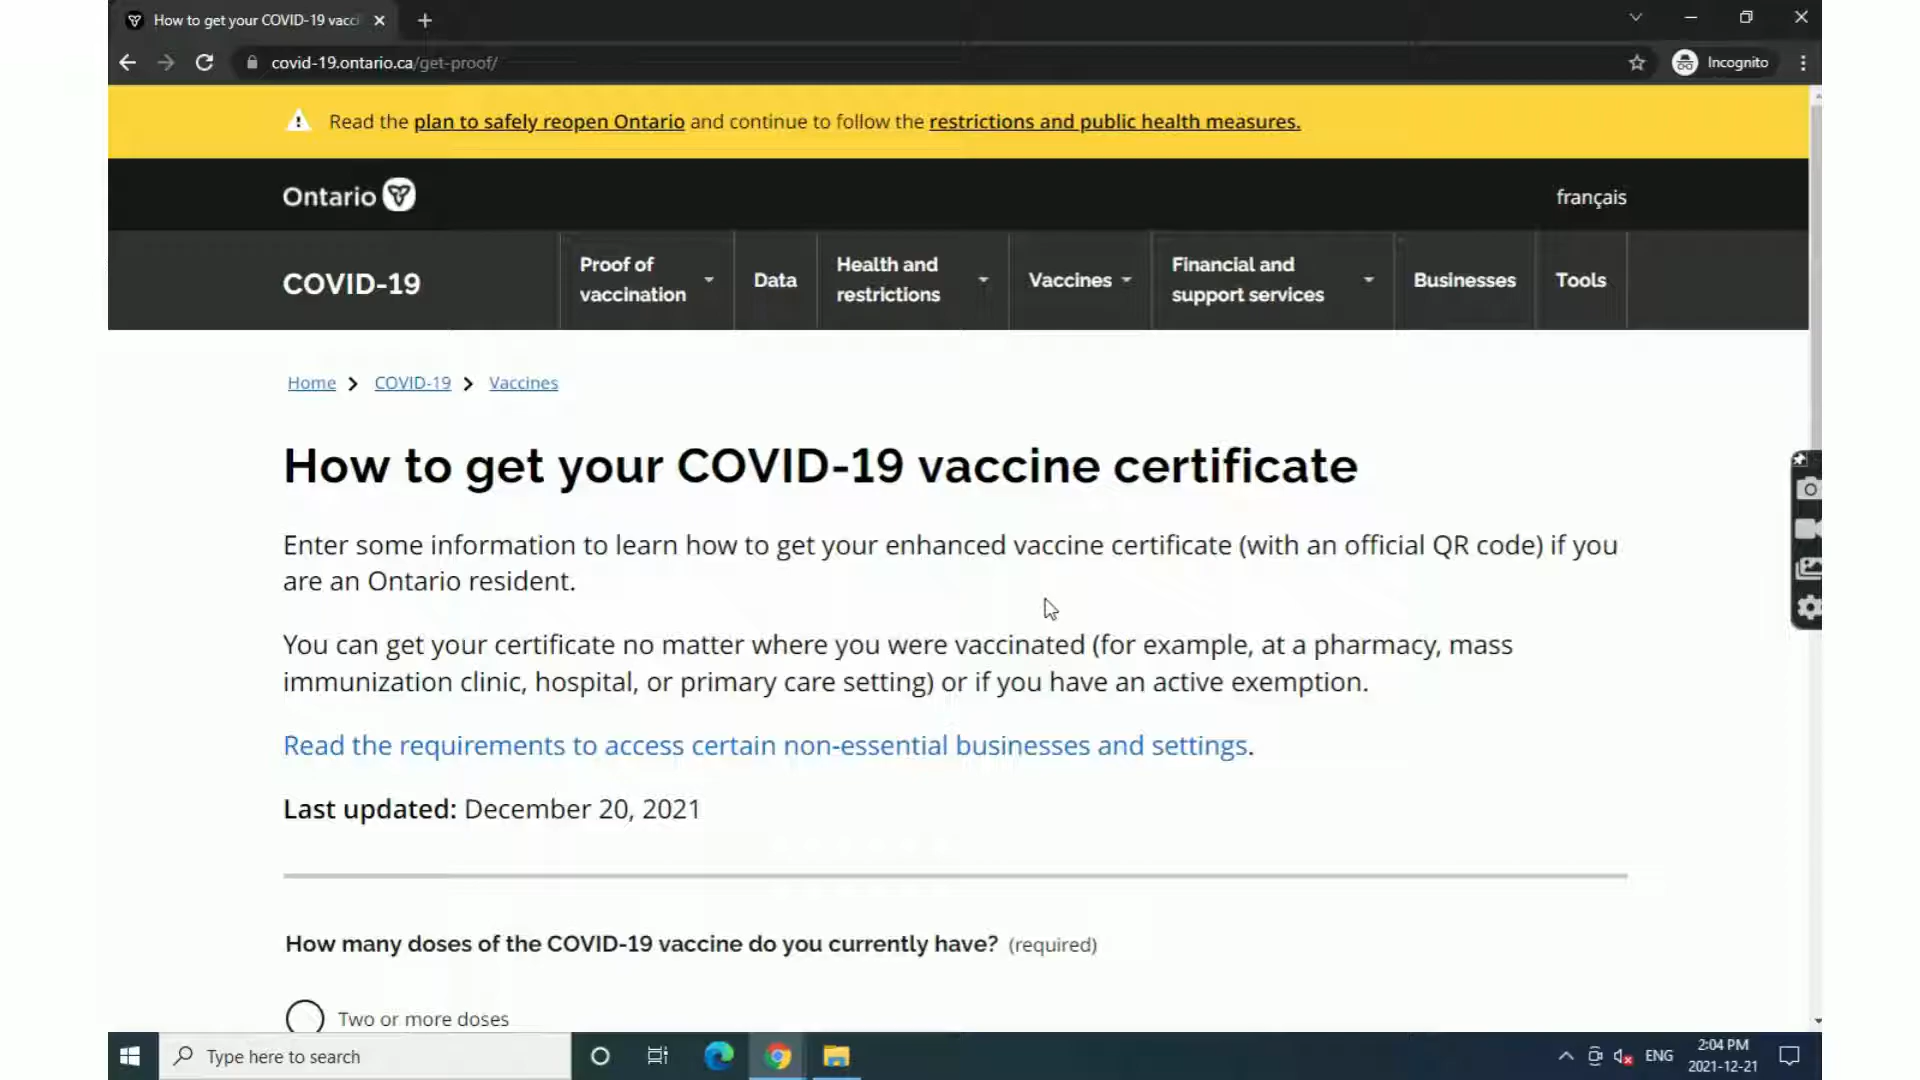 How to get your COVID-19 vacci
covid-19.ontario.ca/get-proof/
Incognito
Read the plan to safely reopen Ontario and continue to follow the restrictions and public health measures.
Ontario
français
COVID-19
Proof of
vaccination
Data
Health and
restrictions
Vaccines
Financial and
support services
Businesses
Tools
Home
COVID-19
Vaccines
How to get your COVID-19 vaccine certificate
Enter some information to learn how to get your enhanced vaccine certificate (with an official QR code) if you
are an Ontario resident.
You can get your certificate no matter where you were vaccinated (for example, at a pharmacy, mass
immunization clinic, hospital, or primary care setting) or if you have an active exemption.
Read the requirements to access certain non-essential businesses and settings.
Last updated: December 20, 2021
How many doses of the COVID-19 vaccine do you currently have? (required)
Two or more doses
Type here to search
ENG
2:04 PM
2021-12-21